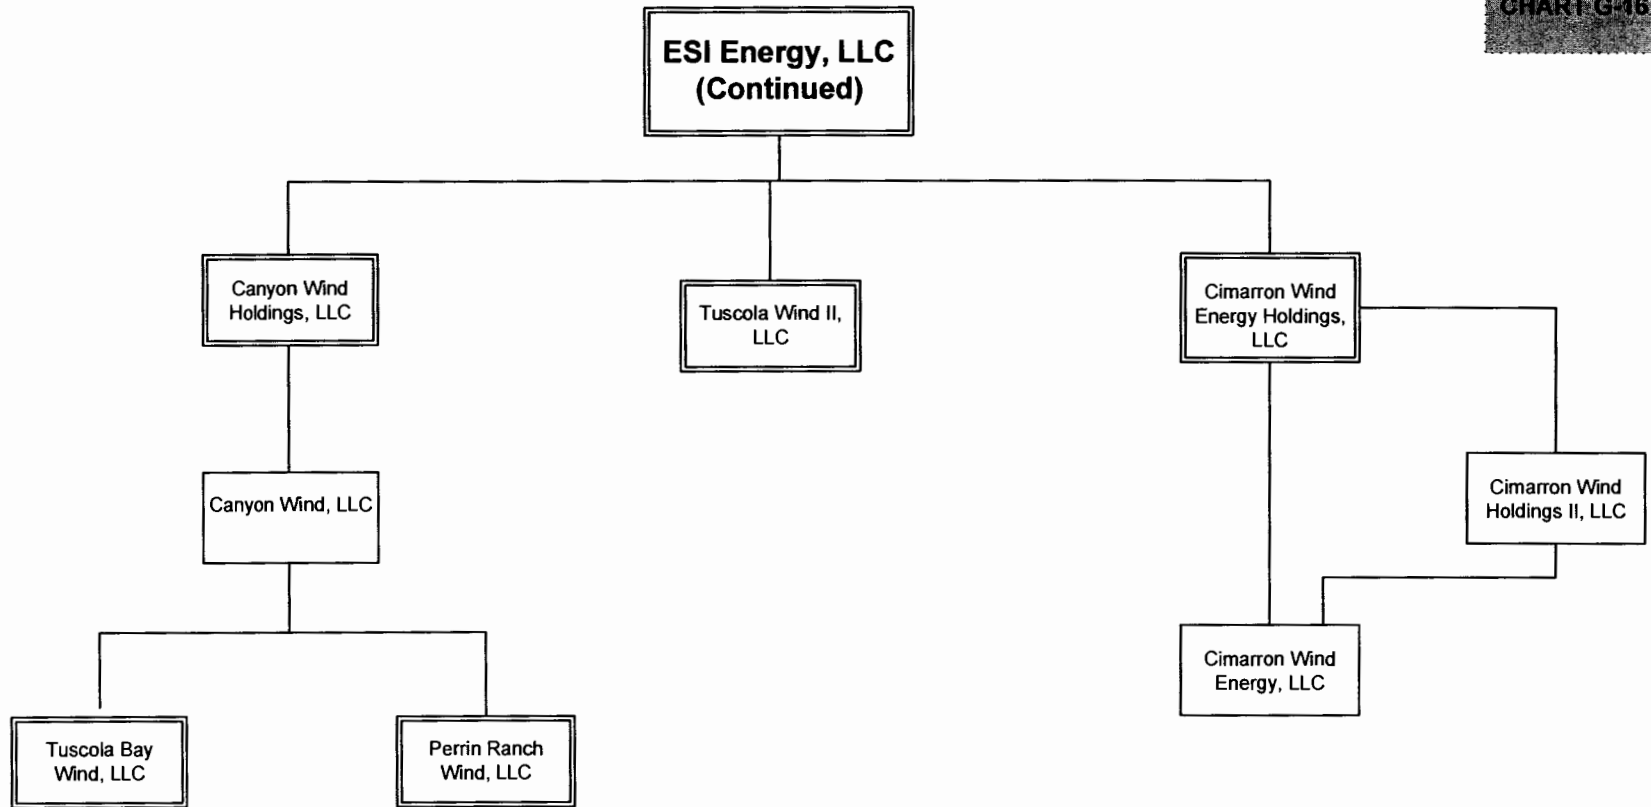 CHART G-16
ESI Energy, LLC
(Continued)
Canyon Wind
Holdings, LLC
Tuscola Wind II,
LLC
Cimarron Wind
Energy Holdings,
LLC
Canyon Wind, LLC
Cimarron Wind
Holdings II, LLC
Cimarron Wind
Energy, LLC
Tuscola Bay
Wind, LLC
Perrin Ranch
Wind, LLC